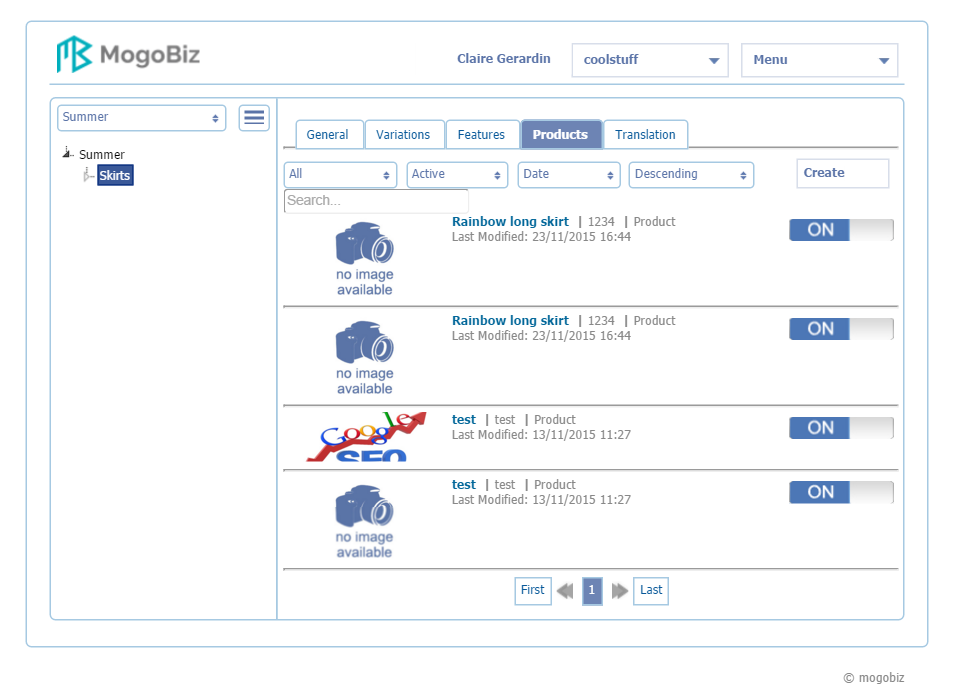 MogoBiz
Claire Gerardin
coolstuff
Menu
Summer
Summer
Skirts
General
Variations
Features
Products
Translation
All
Active
Date
Descending
Create
Search...
Rainbow long skirt | 1234 | Product
Last Modified: 23/11/2015 16:44
ON
no image
available
Rainbow long skirt | 1234 | Product
Last Modified: 23/11/2015 16:44
ON
no image
available
Google
SEO
test | test | Product
Last Modified: 13/11/2015 11:27
ON
test | test | Product
Last Modified: 13/11/2015 11:27
ON
no image
available
First
1
Last
© mogobiz